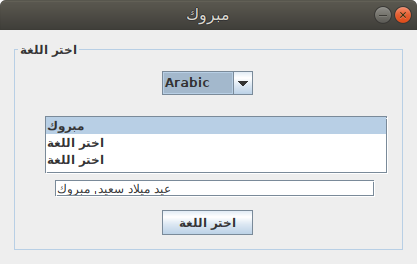 مبروك
اختر اللغة
Arabic
مبروك
اختر اللغة
اختر اللغة
عيد ميلاد سعيد, مبروك
اختر اللغة